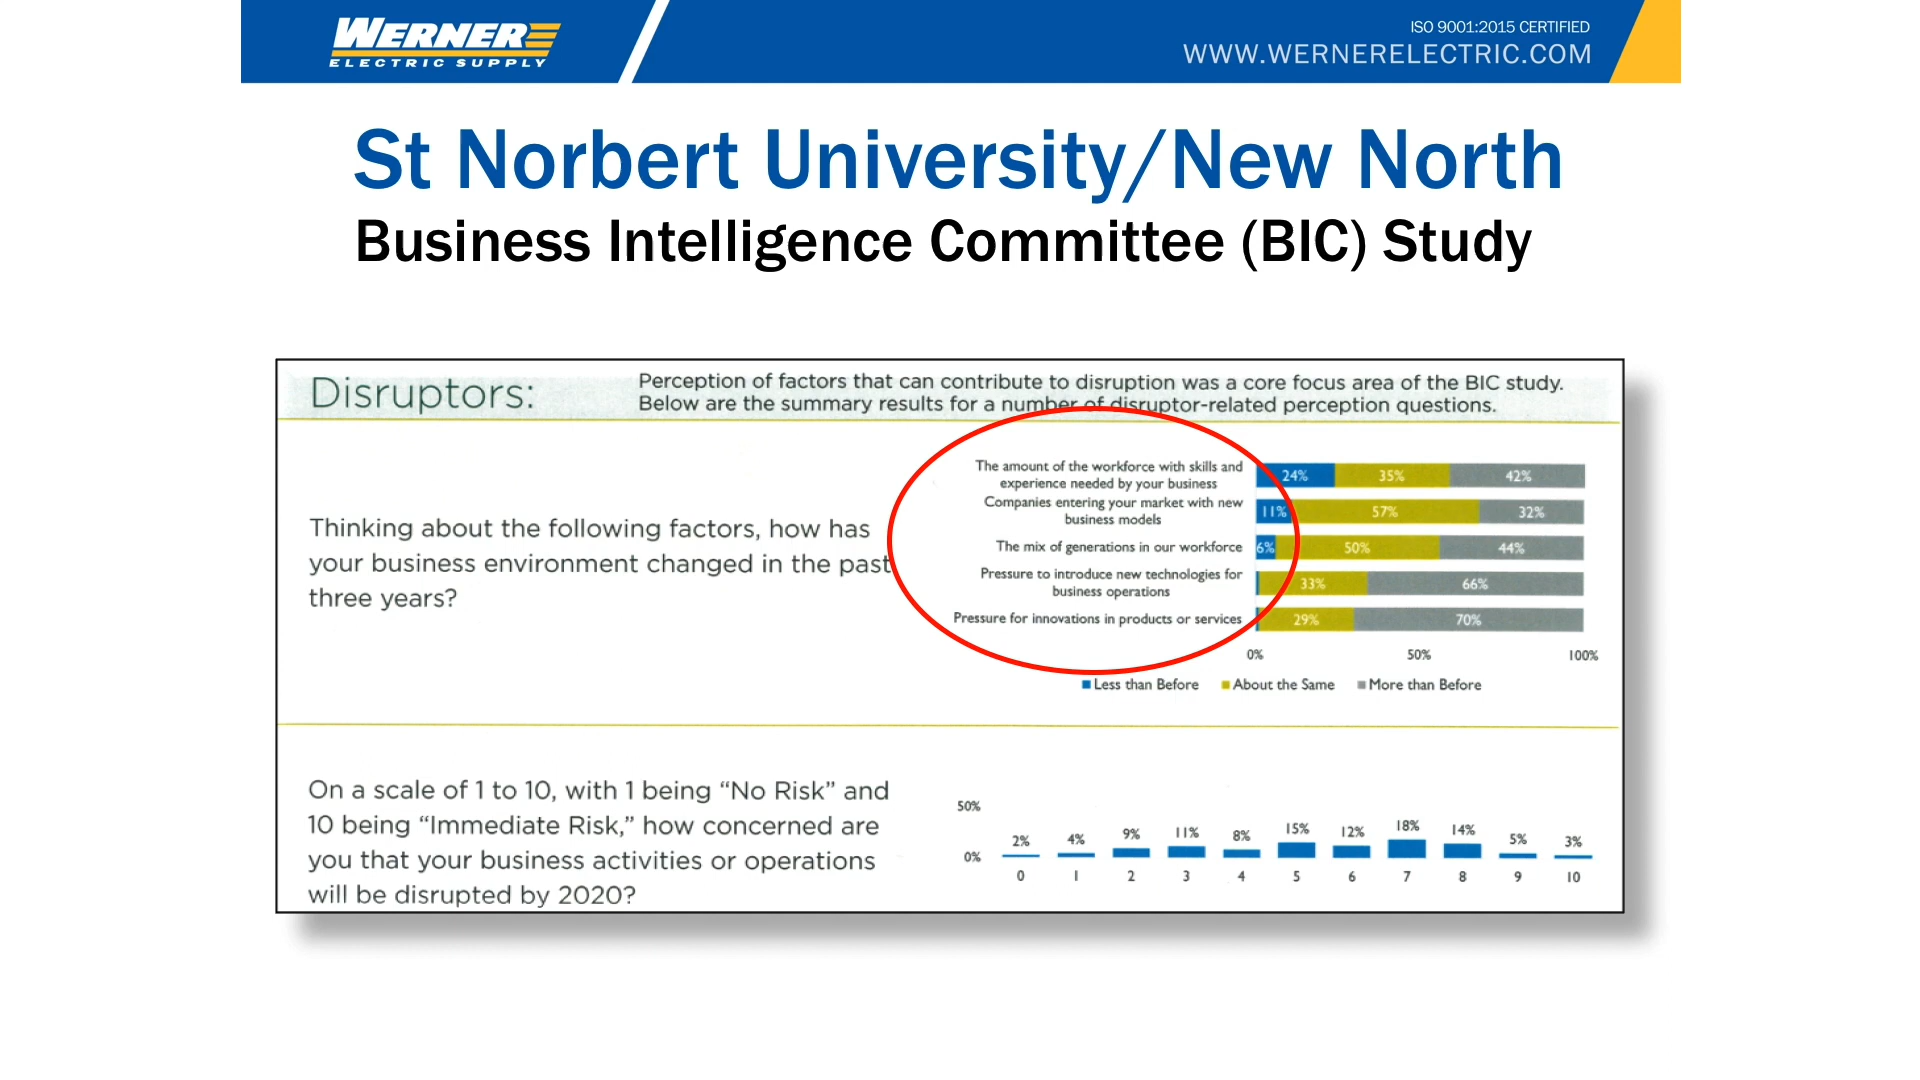 WERNER
ELECTRIC SUPPLY
ISO 9001:2015 CERTIFIED
WWW.WERNERELECTRIC.COM
St Norbert University/New North
Business Intelligence Committee (BIC) Study
Disruptors:
Perception of factors that can contribute to disruption was a core focus area of the BIC study.
Below are the summary results for a number of disruptor-related perception questions.
Thinking about the following factors, how has
your business environment changed in the past
three years?
The amount of the workforce with skills and
experience needed by your business
24% 35% 42%
Companies entering your market with new
business models
11% 57% 32%
The mix of generations in our workforce
6% 50% 44%
Pressure to introduce new technologies for
business operations
33% 66%
Pressure for innovations in products or services
29% 70%
0% 50% 100%
Less than Before About the Same More than Before
On a scale of 1 to 10, with 1 being “No Risk” and
10 being “Immediate Risk,” how concerned are
you that your business activities or operations
will be disrupted by 2020?
50%
0%
2% 4% 9% 11% 8% 15% 12% 18% 14% 5% 3%
0 1 2 3 4 5 6 7 8 9 10